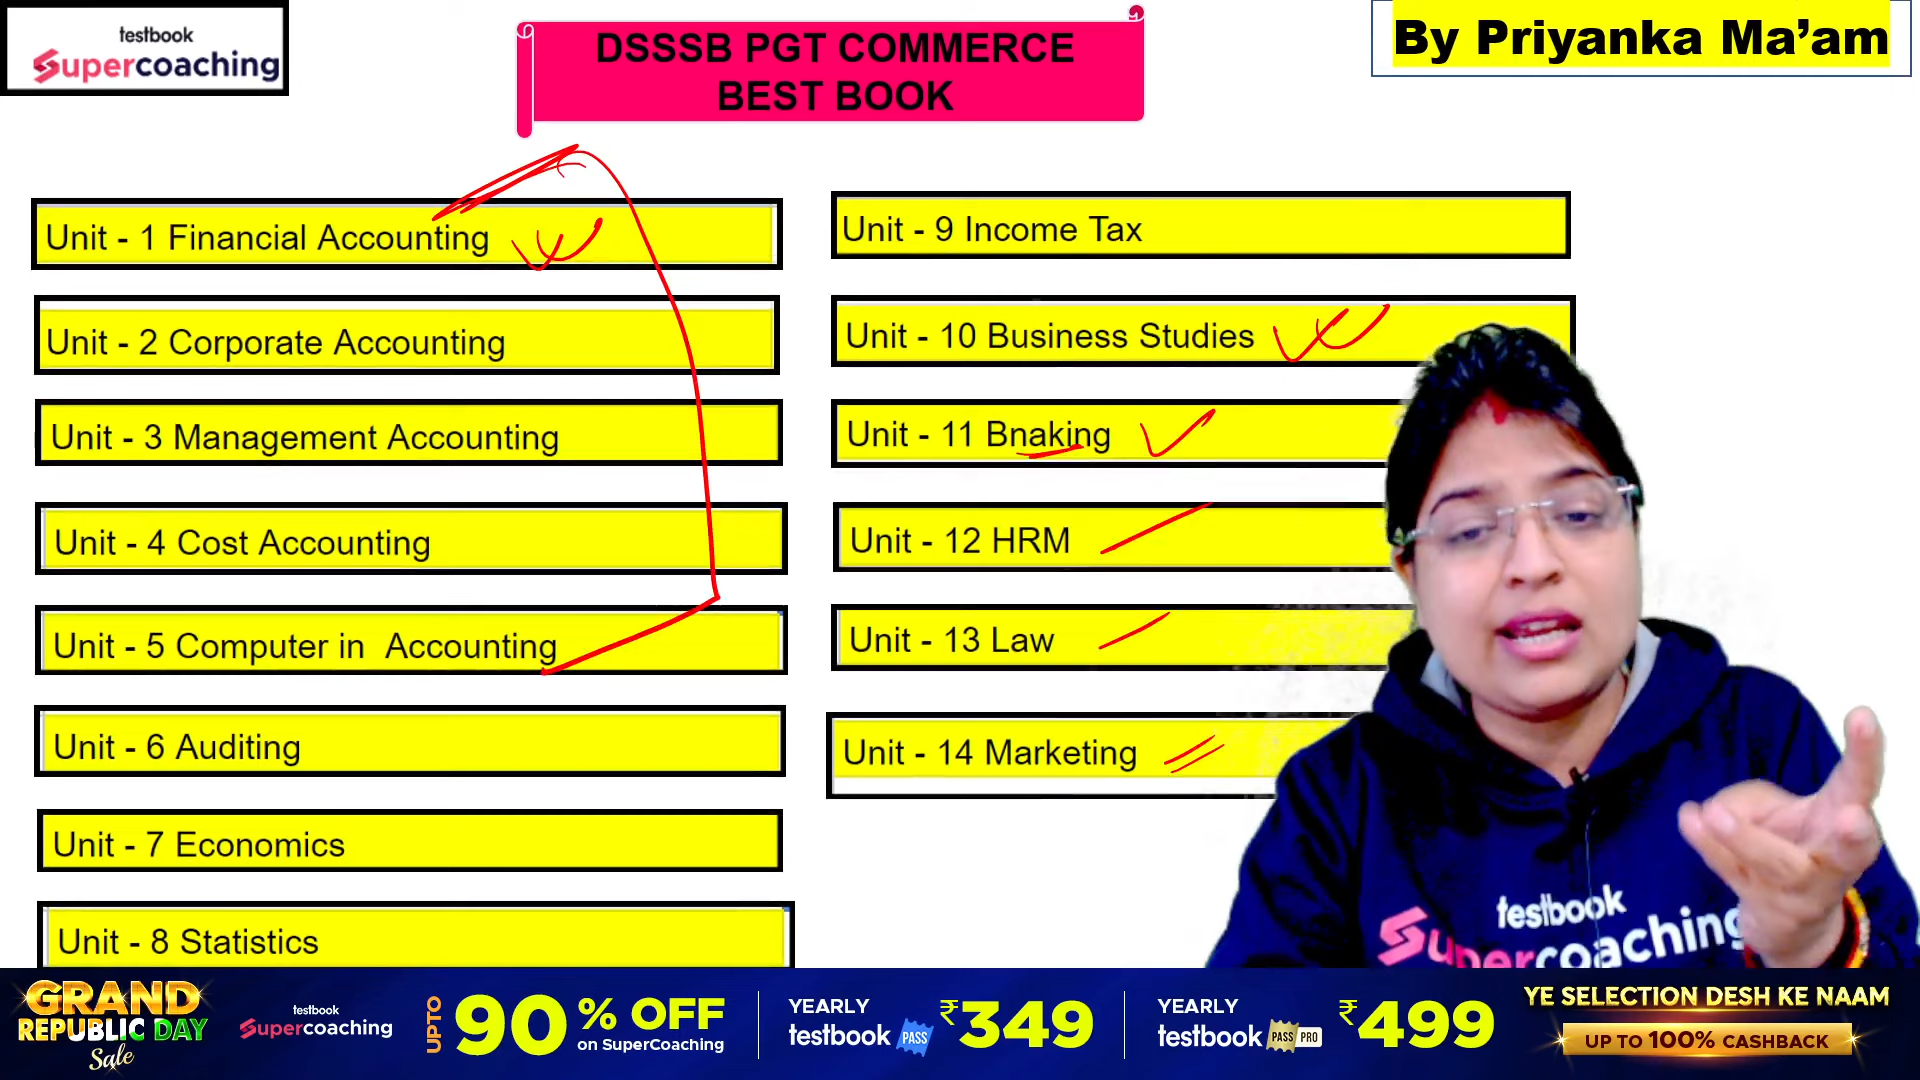 testbook
Supercoaching
DSSSB PGT COMMERCE
BEST BOOK
By Priyanka Ma’am
Unit - 1 Financial Accounting
Unit - 2 Corporate Accounting
Unit - 3 Management Accounting
Unit - 4 Cost Accounting
Unit - 5 Computer in  Accounting
Unit - 6 Auditing
Unit - 7 Economics
Unit - 8 Statistics
Unit - 9 Income Tax
Unit - 10 Business Studies
Unit - 11 Bnaking
Unit - 12 HRM
Unit - 13 Law
Unit - 14 Marketing
testbook
Supercoaching
GRAND
REPUBLIC DAY
Sale
testbook
Supercoaching
UPTO
90% OFF
on SuperCoaching
YEARLY
testbook PASS
₹349
YEARLY
testbook PASS PRO
₹499
YE SELECTION DESH KE NAAM
UP TO 100% CASHBACK